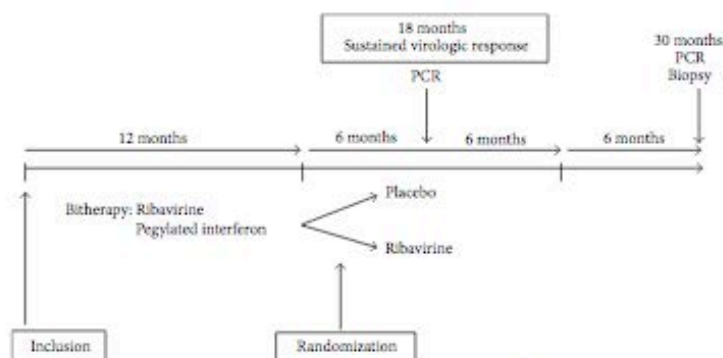 18 months
Sustained virologic response
PCR
30 months
PCR
Biopsy
12 months
6 months
6 months
6 months
Bitherapy: Ribavirine
Pegylated interferon
Placebo
Ribavirine
Inclusion
Randomization